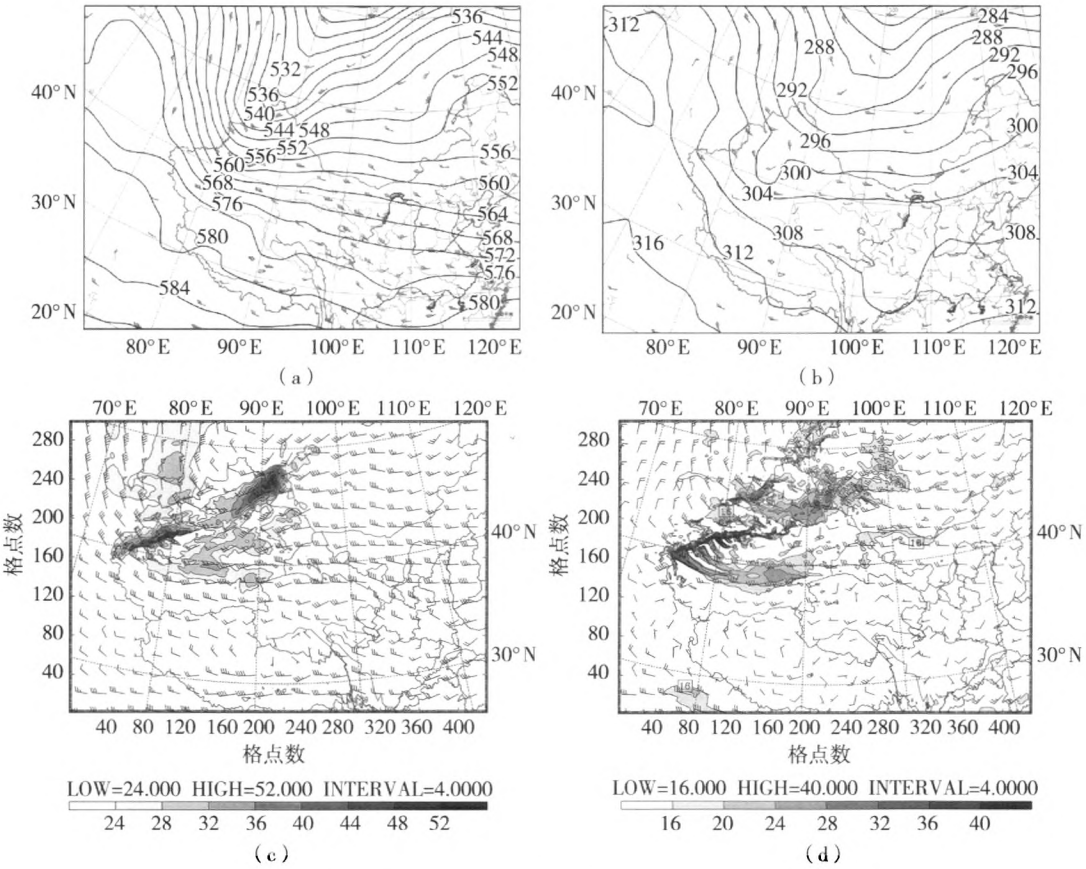 536
544
548
552
532
536
540
544 548
552
556
560
568
576
580
584
556
560
564
568
572
576
580
40°N
30°N
20°N
80°E 90°E 100°E 110°E 120°E
(a)
312
284
288
292
296
288
292
296
300
304
300
304
308
312
316
308
312
40°N
30°N
20°N
80°E 90°E 100°E 110°E 120°E
(b)
70°E 80°E 90°E 100°E 110°E 120°E
280
240
200
160
120
80
40
格点数
40°N
30°N
40 80 120 160 200 240 280 320 360 400
格点数
LOW=24.000 HIGH=52.000 INTERVAL=4.0000
24 28 32 36 40 44 48 52
(c)
70°E 80°E 90°E 100°E 110°E 120°E
280
240
200
160
120
80
40
格点数
40°N
30°N
40 80 120 160 200 240 280 320 360 400
格点数
LOW=16.000 HIGH=40.000 INTERVAL=4.0000
16 20 24 28 32 36 40
(d)